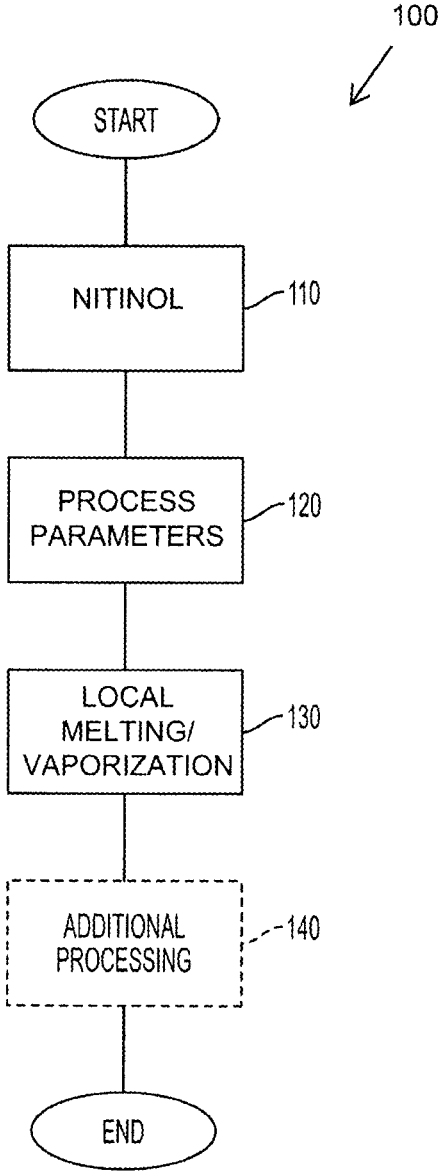 100
START
NITINOL
110
PROCESS
PARAMETERS
120
LOCAL
MELTING/
VAPORIZATION
130
ADDITIONAL
PROCESSING
140
END